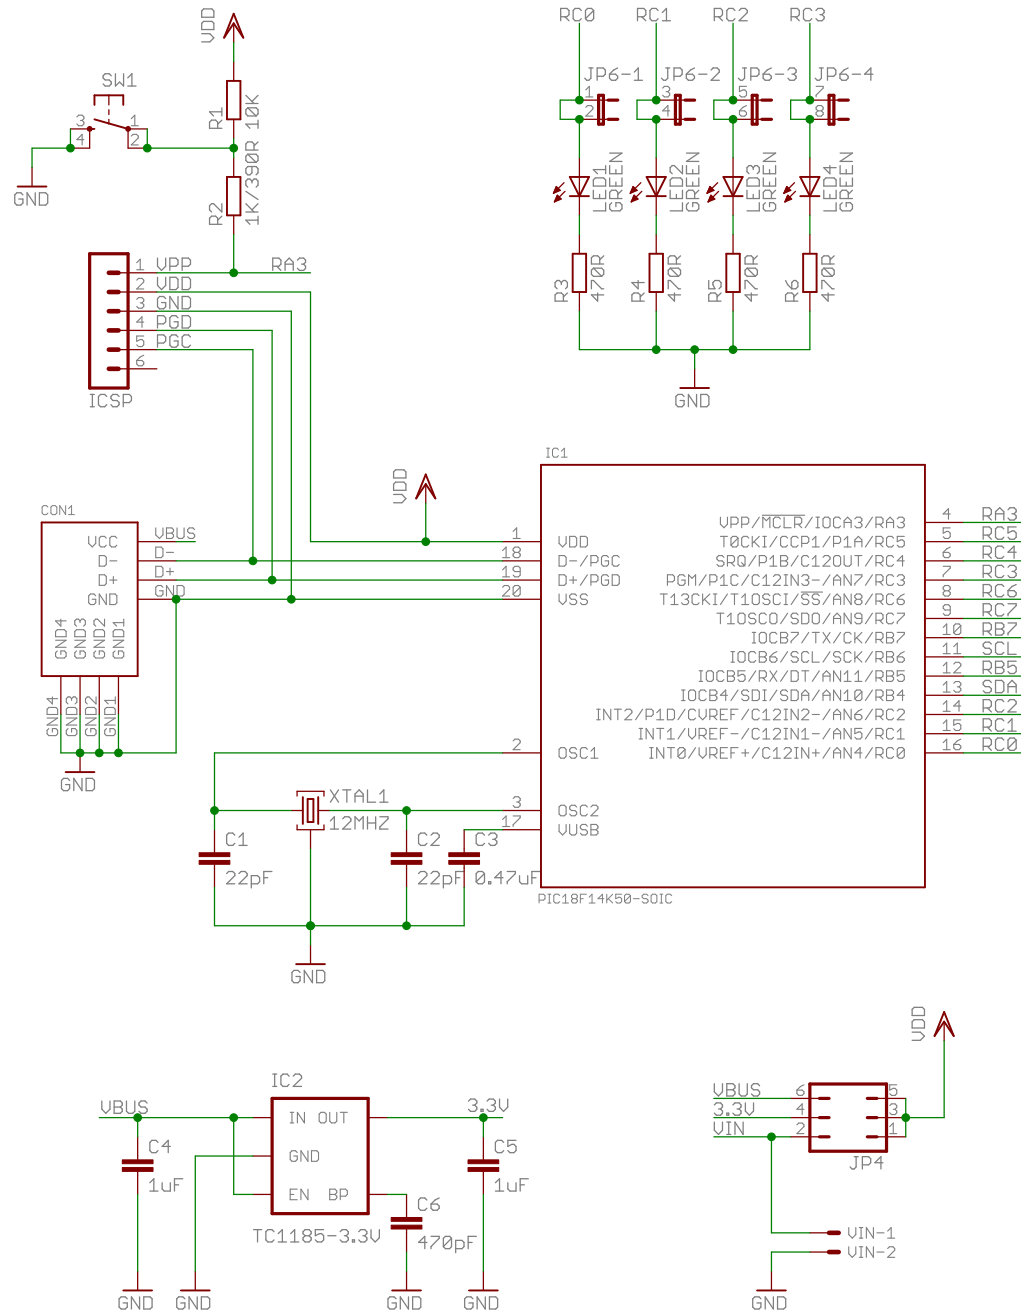 VDD
SW1
3
4
1
2
R1
10K
GND
R2
1K/390R
1 VPP RA3
2 VDD
3 GND
4 PGD
5 PGC
6
ICSP
RC0 RC1 RC2 RC3
JP6-1 JP6-2 JP6-3 JP6-4
1 3 5 7
2 4 6 8
LED1 GREEN
LED2 GREEN
LED3 GREEN
LED4 GREEN
R3 470R
R4 470R
R5 470R
R6 470R
GND
CON1
VCC VBUS
D- D-
D+ D+
GND GND
GND4 GND3 GND2 GND1
GND4 GND3 GND2 GND1
GND
VDD
IC1
1 VDD
18 D-/PGC
19 D+/PGD
20 VSS
2 OSC1
3 OSC2
17 VUSB
VPP/MCLR/IOCA3/RA3 4 RA3
T0CKI/CCP1/P1A/RC5 5 RC5
SRQ/P1B/C12OUT/RC4 6 RC4
PGM/P1C/C12IN3-/AN7/RC3 7 RC3
T13CKI/T1OSCI/SS/AN8/RC6 8 RC6
T1OSCO/SDO/AN9/RC7 9 RC7
IOCB7/TX/CK/RB7 10 RB7
IOCB6/SCL/SCK/RB6 11 SCL
IOCB5/RX/DT/AN11/RB5 12 RB5
IOCB4/SDI/SDA/AN10/RB4 13 SDA
INT2/P1D/CVREF/C12IN2-/AN6/RC2 14 RC2
INT1/VREF-/C12IN1-/AN5/RC1 15 RC1
INT0/VREF+/C12IN+/AN4/RC0 16 RC0
PIC18F14K50-SOIC
XTAL1
12MHZ
C1
22pF
C2
22pF
C3
0.47uF
GND
IC2
VBUS
IN OUT
GND
EN BP
3.3V
TC1185-3.3V
C4
1uF
C5
1uF
C6
470pF
GND GND GND GND
VDD
VBUS 6 5
3.3V 4 3
VIN 2 1
JP4
VIN-1
VIN-2
GND